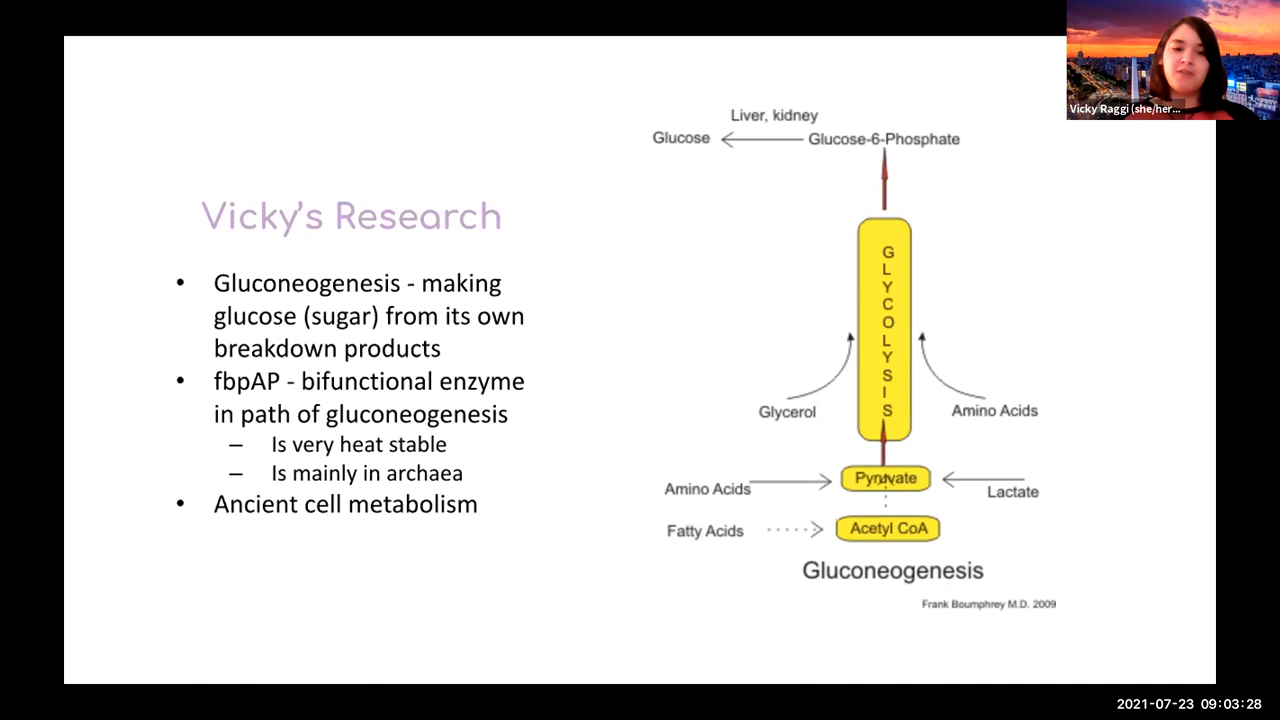 Vicky Raggi (she/her...
Vicky's Research
• Gluconeogenesis - making
glucose (sugar) from its own
breakdown products
• fbpAP - bifunctional enzyme
in path of gluconeogenesis
– Is very heat stable
– Is mainly in archaea
• Ancient cell metabolism
Liver, kidney
Glucose
Glucose-6-Phosphate
GLYCOLYSIS
Glycerol
Amino Acids
Amino Acids
Pyruvate
Lactate
Fatty Acids
Acetyl CoA
Gluconeogenesis
Frank Boumphrey M.D. 2009
2021-07-23 09:03:28